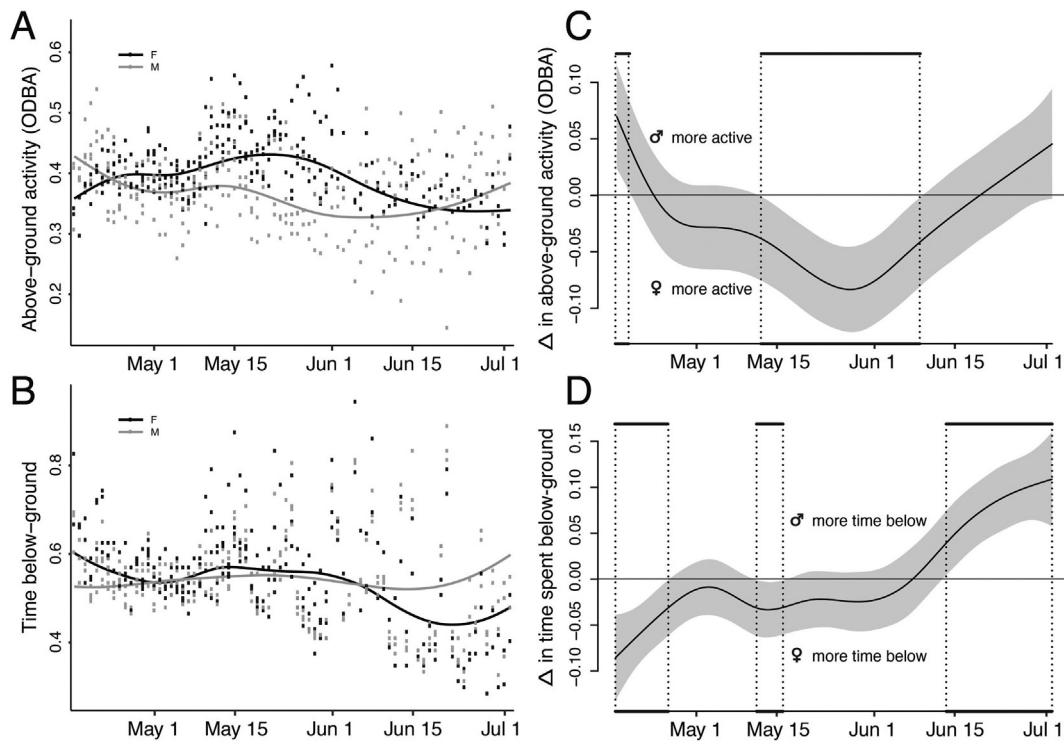 A
Above–ground activity (ODBA)
0.6
0.5
0.4
0.3
0.2
F
M
May 1 May 15 Jun 1 Jun 15 Jul 1
B
Time below–ground
0.8
0.6
0.4
F
M
May 1 May 15 Jun 1 Jun 15 Jul 1
C
Δ in above-ground activity (ODBA)
0.10
0.05
0.00
−0.05
−0.10
♂ more active
♀ more active
May 1 May 15 Jun 1 Jun 15 Jul 1
D
Δ in time spent below-ground
0.15
0.10
0.05
0.00
−0.05
−0.10
♂ more time below
♀ more time below
May 1 May 15 Jun 1 Jun 15 Jul 1